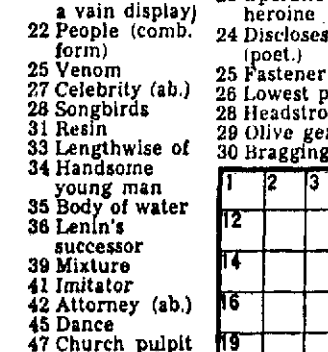 a vain display)
22 People (comb.
form)
25 Venom
27 Celebrity (ab.)
28 Songbirds
31 Resin
33 Lengthwise of
34 Handsome
young man
35 Body of water
36 Lenin's
successor
39 Mixture
41 Imitator
42 Attorney (ab.)
45 Dance
47 Church pulpit
heroine
24 Discloses
(poet.)
25 Fastener
26 Lowest p
28 Headstro
29 Olive ge
30 Bragging
1 2 3
12
14
16
19